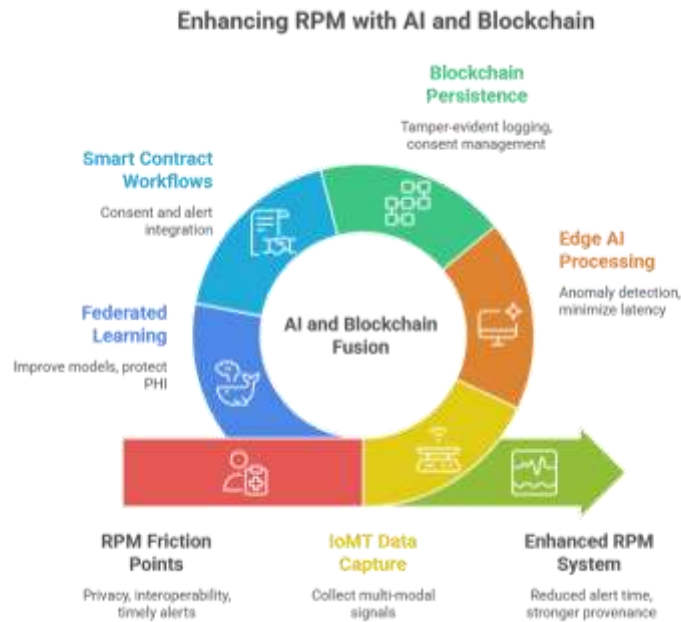 Enhancing RPM with AI and Blockchain
Blockchain
Persistence
Tamper-evident logging,
consent management
Smart Contract
Workflows
Consent and alert
integration
Edge AI
Processing
Anomaly detection,
minimize latency
Federated
Learning
Improve models, protect
PHI
AI and Blockchain
Fusion
RPM Friction
Points
Privacy, interoperability,
timely alerts
IoMT Data
Capture
Collect multi-modal
signals
Enhanced RPM
System
Reduced alert time,
stronger provenance